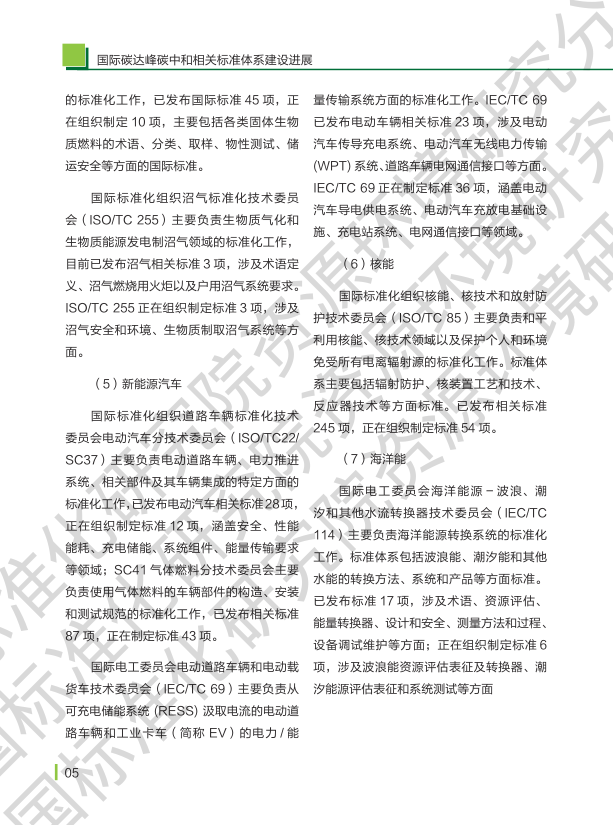 国际碳达峰碳中和相关标准体系建设进展
的标准化工作，已发布国际标准 45 项，正
在组织制定 10 项，主要包括各类固体生物
质燃料的术语、分类、取样、物性测试、储
运安全等方面的国际标准。
国际标准化组织沼气标准化技术委员
会（ISO/TC 255）主要负责生物质气化和
生物质能源发电制沼气领域的标准化工作，
目前已发布沼气相关标准 3 项，涉及术语定
义、沼气燃烧用火炬以及户用沼气系统要求。
ISO/TC 255 正在组织制定标准 3 项，涉及
沼气安全和环境、生物质制取沼气系统等方
面。
（5）新能源汽车
国际标准化组织道路车辆标准化技术
委员会电动汽车分技术委员会（ISO/TC22/
SC37）主要负责电动道路车辆、电力推进
系统、相关部件及其车辆集成的特定方面的
标准化工作，已发布电动汽车相关标准28项，
正在组织制定标准 12 项，涵盖安全、性能
能耗、充电储能、系统组件、能量传输要求
等领域；SC41 气体燃料分技术委员会主要
负责使用气体燃料的车辆部件的构造、安装
和测试规范的标准化工作，已发布相关标准
87 项，正在制定标准 43 项。
国际电工委员会电动道路车辆和电动载
货车技术委员会（IEC/TC 69）主要负责从
可充电储能系统 (RESS) 汲取电流的电动道
路车辆和工业卡车（简称 EV）的电力 / 能
量传输系统方面的标准化工作。IEC/TC 69
已发布电动车辆相关标准 23 项，涉及电动
汽车传导充电系统、电动汽车无线电力传输
(WPT) 系统、道路车辆电网通信接口等方面。
IEC/TC 69 正在制定标准 36 项，涵盖电动
汽车导电供电系统、电动汽车充放电基础设
施、充电站系统、电网通信接口等领域。
（6）核能
国际标准化组织核能、核技术和放射防
护技术委员会（ISO/TC 85）主要负责和平
利用核能、核技术领域以及保护个人和环境
免受所有电离辐射源的标准化工作。标准体
系主要包括辐射防护、核装置工艺和技术、
反应器技术等方面标准。已发布相关标准
245 项，正在组织制定标准 54 项。
（7）海洋能
国际电工委员会海洋能源 – 波浪、潮
汐和其他水流转换器技术委员会（IEC/TC
114）主要负责海洋能源转换系统的标准化
工作。标准体系包括波浪能、潮汐能和其他
水能的转换方法、系统和产品等方面标准。
已发布标准 17 项，涉及术语、资源评估、
能量转换器、设计和安全、测量方法和过程、
设备调试维护等方面；正在组织制定标准 6
项，涉及波浪能资源评估表征及转换器、潮
汐能源评估表征和系统测试等方面
05